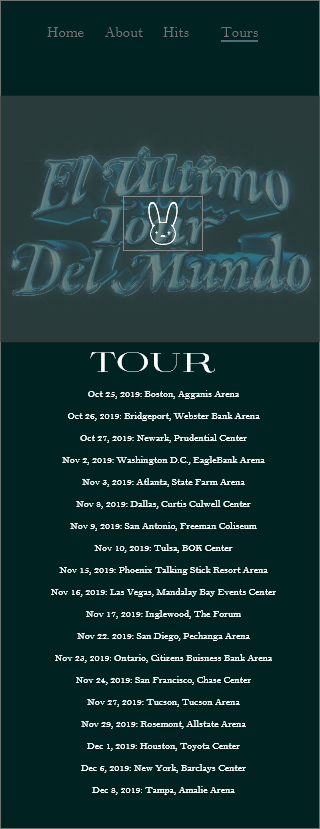 Home About Hits Tours
El Último
Tour
Del Mundo
TOUR
Oct 25, 2019: Boston, Agganis Arena
Oct 26, 2019: Bridgeport, Webster Bank Arena
Oct 27, 2019: Newark, Prudential Center
Nov 2, 2019: Washington D.C., EagleBank Arena
Nov 3, 2019: Atlanta, State Farm Arena
Nov 8, 2019: Dallas, Curtis Culwell Center
Nov 9, 2019: San Antonio, Freeman Coliseum
Nov 10, 2019: Tulsa, BOK Center
Nov 15, 2019: Phoenix Talking Stick Resort Arena
Nov 16, 2019: Las Vegas, Mandalay Bay Events Center
Nov 17, 2019: Inglewood, The Forum
Nov 22. 2019: San Diego, Pechanga Arena
Nov 23, 2019: Ontario, Citizens Buisness Bank Arena
Nov 24, 2019: San Francisco, Chase Center
Nov 27, 2019: Tucson, Tucson Arena
Nov 29, 2019: Rosemont, Allstate Arena
Dec 1, 2019: Houston, Toyota Center
Dec 6, 2019: New York, Barclays Center
Dec 8, 2019: Tampa, Amalie Arena